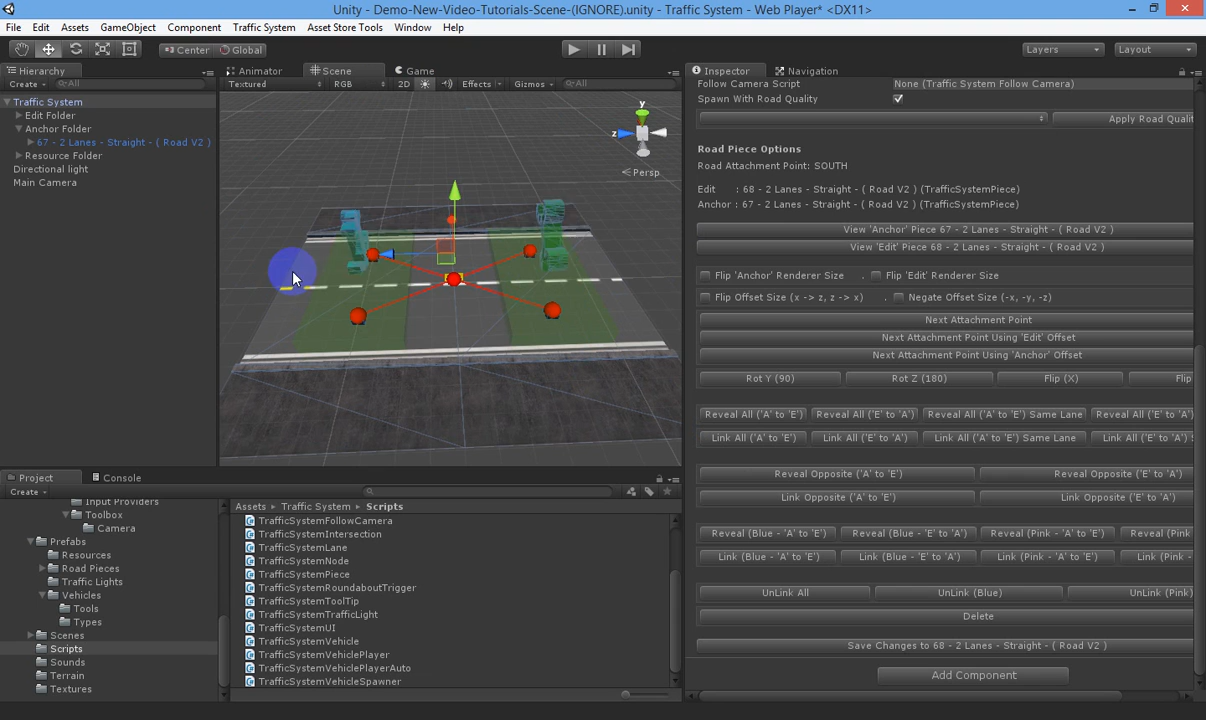 Unity - Demo-New-Video-Tutorials-Scene-(IGNORE).unity - Traffic System - Web Player* <DX11>
File Edit Assets GameObject Component Traffic System Asset Store Tools Window Help
Center Global Layers Layout
Hierarchy
Create All
Traffic System
Edit Folder
Anchor Folder
67 - 2 Lanes - Straight - ( Road V2 )
Resource Folder
Directional light
Main Camera
Animator Scene Game
Textured RGB 2D Effects Gizmos All
y
z
Persp
Inspector Navigation
Follow Camera Script None (Traffic System Follow Camera)
Spawn With Road Quality
Apply Road Qualit
Road Piece Options
Road Attachment Point: SOUTH
Edit : 68 - 2 Lanes - Straight - ( Road V2 ) (TrafficSystemPiece)
Anchor : 67 - 2 Lanes - Straight - ( Road V2 ) (TrafficSystemPiece)
View 'Anchor' Piece 67 - 2 Lanes - Straight - ( Road V2 )
View 'Edit' Piece 68 - 2 Lanes - Straight - ( Road V2 )
Flip 'Anchor' Renderer Size . Flip 'Edit' Renderer Size
Flip Offset Size (x -> z, z -> x) . Negate Offset Size (-x, -y, -z)
Next Attachment Point
Next Attachment Point Using 'Edit' Offset
Next Attachment Point Using 'Anchor' Offset
Rot Y (90) Rot Z (180) Flip (X) Flip
Reveal All ('A' to 'E') Reveal All ('E' to 'A') Reveal All ('A' to 'E') Same Lane Reveal All ('E' to 'A')
Link All ('A' to 'E') Link All ('E' to 'A') Link All ('A' to 'E') Same Lane Link All ('E' to 'A') S
Reveal Opposite ('A' to 'E') Reveal Opposite ('E' to 'A')
Link Opposite ('A' to 'E') Link Opposite ('E' to 'A')
Reveal (Blue - 'A' to 'E') Reveal (Blue - 'E' to 'A') Reveal (Pink - 'A' to 'E') Reveal (Pink
Link (Blue - 'A' to 'E') Link (Blue - 'E' to 'A') Link (Pink - 'A' to 'E') Link (Pink -
UnLink All UnLink (Blue) UnLink (Pink)
Delete
Save Changes to 68 - 2 Lanes - Straight - ( Road V2 )
Add Component
Project Console
Create
Input Providers
Toolbox
Camera
Prefabs
Resources
Road Pieces
Traffic Lights
Vehicles
Tools
Types
Scenes
Scripts
Sounds
Terrain
Textures
Assets Traffic System Scripts
TrafficSystemFollowCamera
TrafficSystemIntersection
TrafficSystemLane
TrafficSystemNode
TrafficSystemPiece
TrafficSystemRoundaboutTrigger
TrafficSystemToolTip
TrafficSystemTrafficLight
TrafficSystemUI
TrafficSystemVehicle
TrafficSystemVehiclePlayer
TrafficSystemVehiclePlayerAuto
TrafficSystemVehicleSpawner